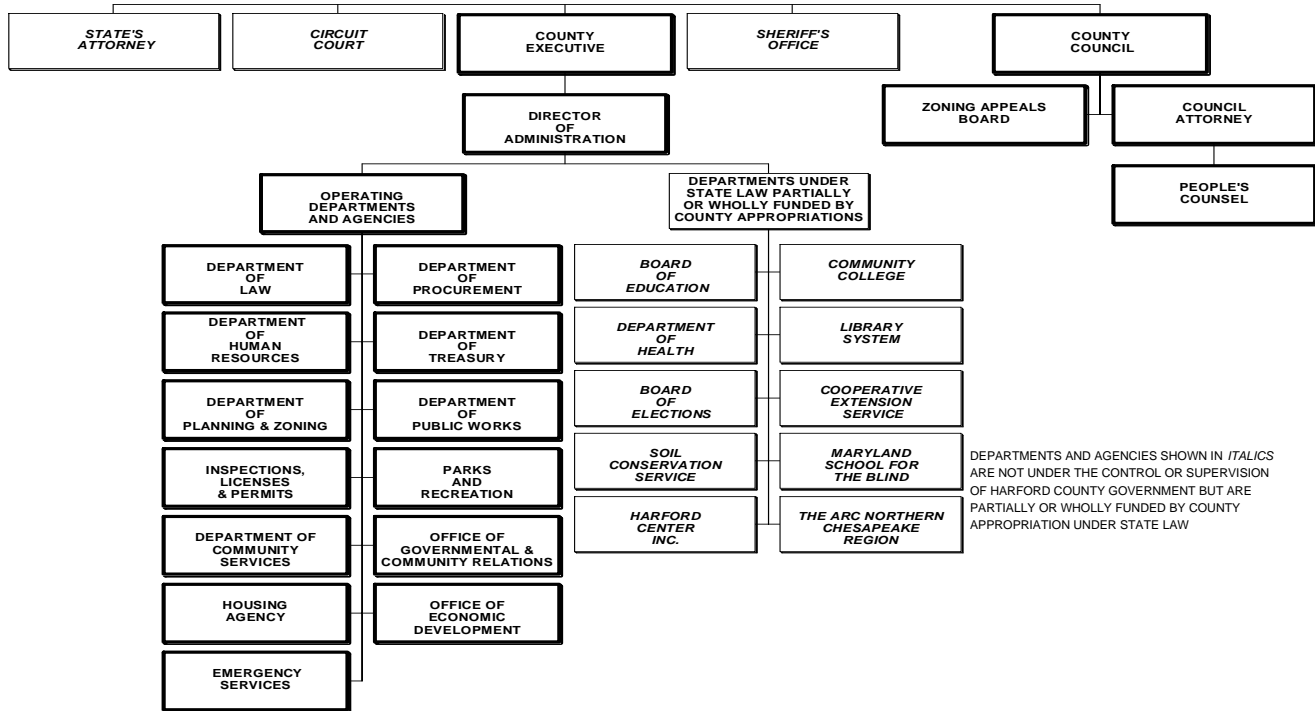 STATE'S
ATTORNEY
CIRCUIT
COURT
COUNTY
EXECUTIVE
SHERIFF'S
OFFICE
COUNTY
COUNCIL
DIRECTOR
OF
ADMINISTRATION
ZONING APPEALS
BOARD
COUNCIL
ATTORNEY
PEOPLE'S
COUNSEL
OPERATING
DEPARTMENTS
AND AGENCIES
DEPARTMENTS UNDER
STATE LAW PARTIALLY
OR WHOLLY FUNDED BY
COUNTY APPROPRIATIONS
DEPARTMENT
OF
LAW
DEPARTMENT
OF
PROCUREMENT
DEPARTMENT
OF
HUMAN
RESOURCES
DEPARTMENT
OF
TREASURY
DEPARTMENT
OF
PLANNING & ZONING
DEPARTMENT
OF
PUBLIC WORKS
INSPECTIONS,
LICENSES
& PERMITS
PARKS
AND
RECREATION
DEPARTMENT OF
COMMUNITY
SERVICES
OFFICE OF
GOVERNMENTAL &
COMMUNITY RELATIONS
HOUSING
AGENCY
OFFICE OF
ECONOMIC
DEVELOPMENT
EMERGENCY
SERVICES
BOARD
OF
EDUCATION
COMMUNITY
COLLEGE
DEPARTMENT
OF
HEALTH
LIBRARY
SYSTEM
BOARD
OF
ELECTIONS
COOPERATIVE
EXTENSION
SERVICE
SOIL
CONSERVATION
SERVICE
MARYLAND
SCHOOL FOR
THE BLIND
HARFORD
CENTER
INC.
THE ARC NORTHERN
CHESAPEAKE
REGION
DEPARTMENTS AND AGENCIES SHOWN IN ITALICS
ARE NOT UNDER THE CONTROL OR SUPERVISION
OF HARFORD COUNTY GOVERNMENT BUT ARE
PARTIALLY OR WHOLLY FUNDED BY COUNTY
APPROPRIATION UNDER STATE LAW